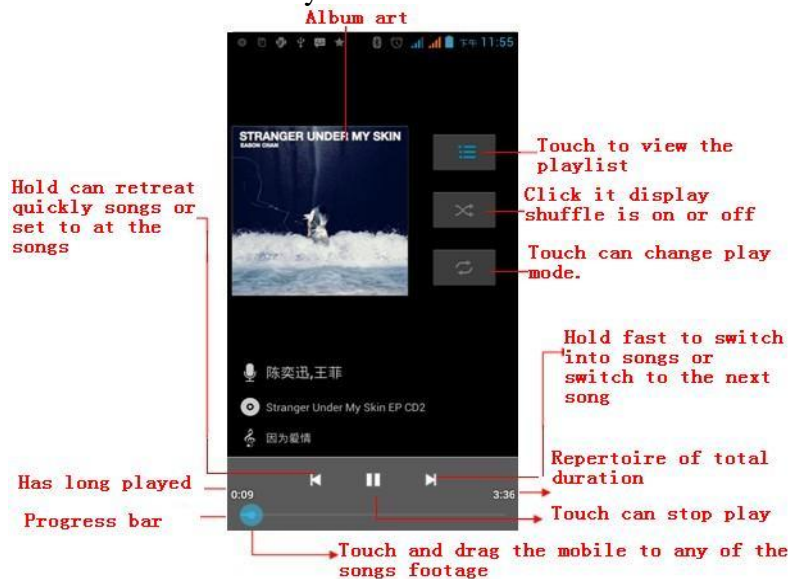 Album art
下午 11:55
STRANGER UNDER MY SKIN
EASON CHAN
Touch to view the
playlist
Hold can retreat
quickly songs or
set to at the
songs
Click it display
shuffle is on or off
Touch can change play
mode.
Hold fast to switch
into songs or
switch to the next
song
陈奕迅,王菲
Stranger Under My Skin EP CD2
因为爱情
Repertoire of total
duration
Has long played
0:09
3:36
Touch can stop play
Progress bar
Touch and drag the mobile to any of the
songs footage